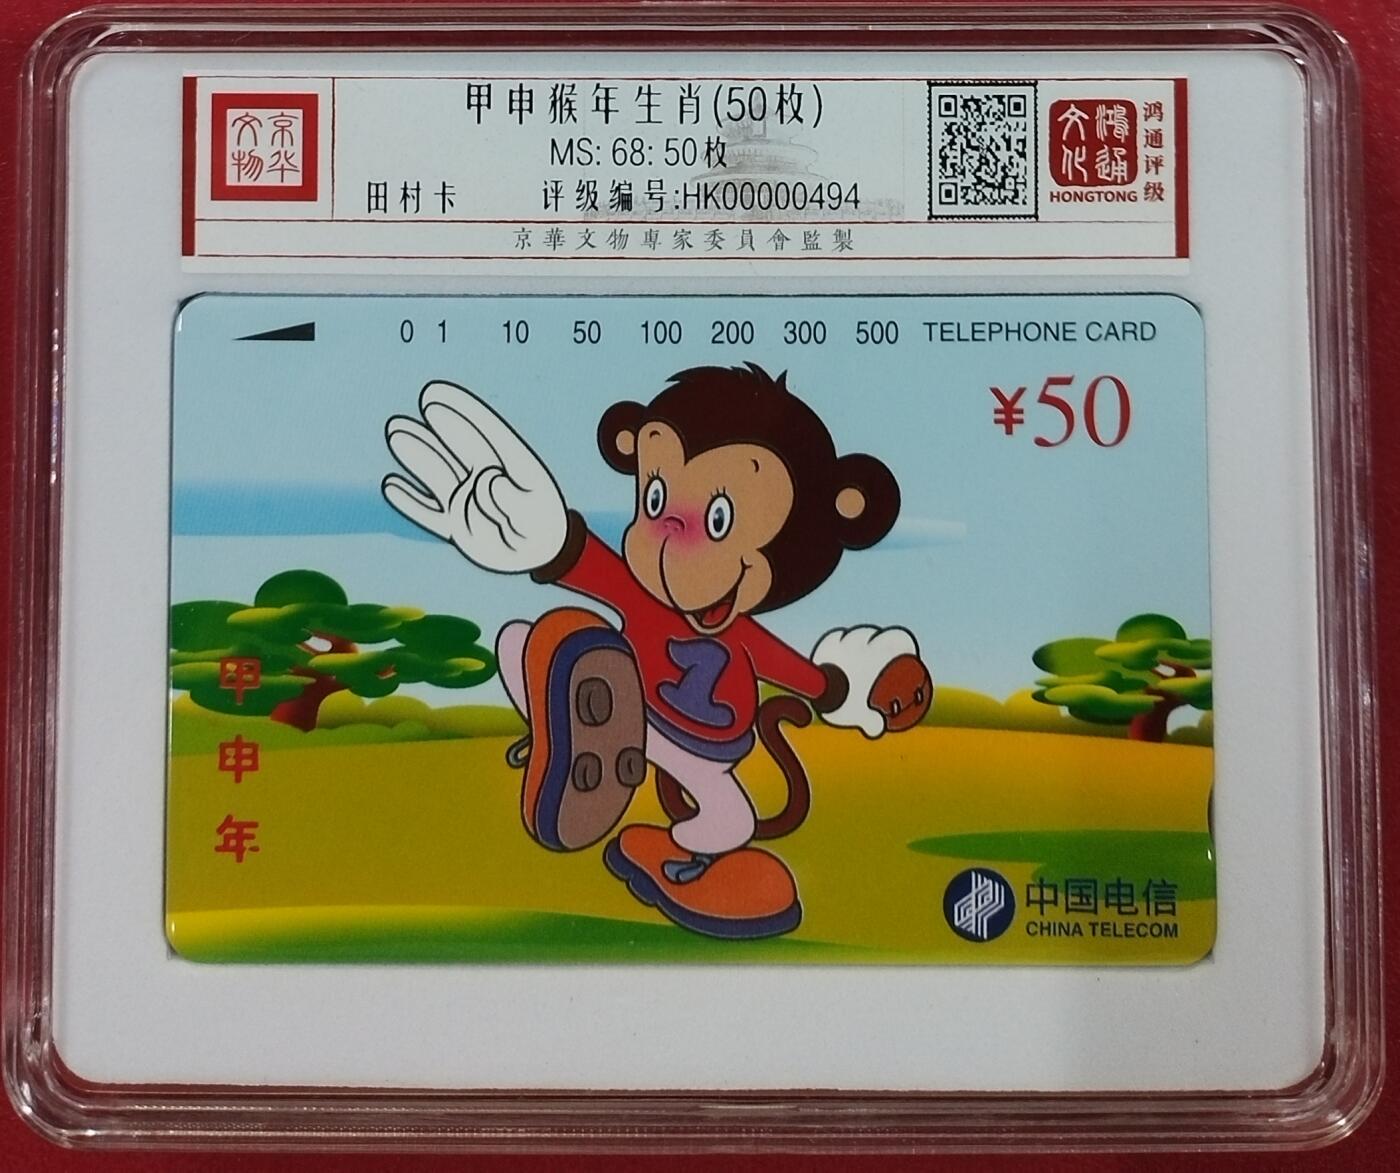 京华
文物
甲申猴年生肖(50枚)
MS: 68: 50枚
田村卡 评级编号:HK00000494
京華文物專家委員會監製
鸿通
文化
HONGTONG
鸿通评级
0 1 10 50 100 200 300 500 TELEPHONE CARD
¥50
1
甲申年
中国电信
CHINA TELECOM